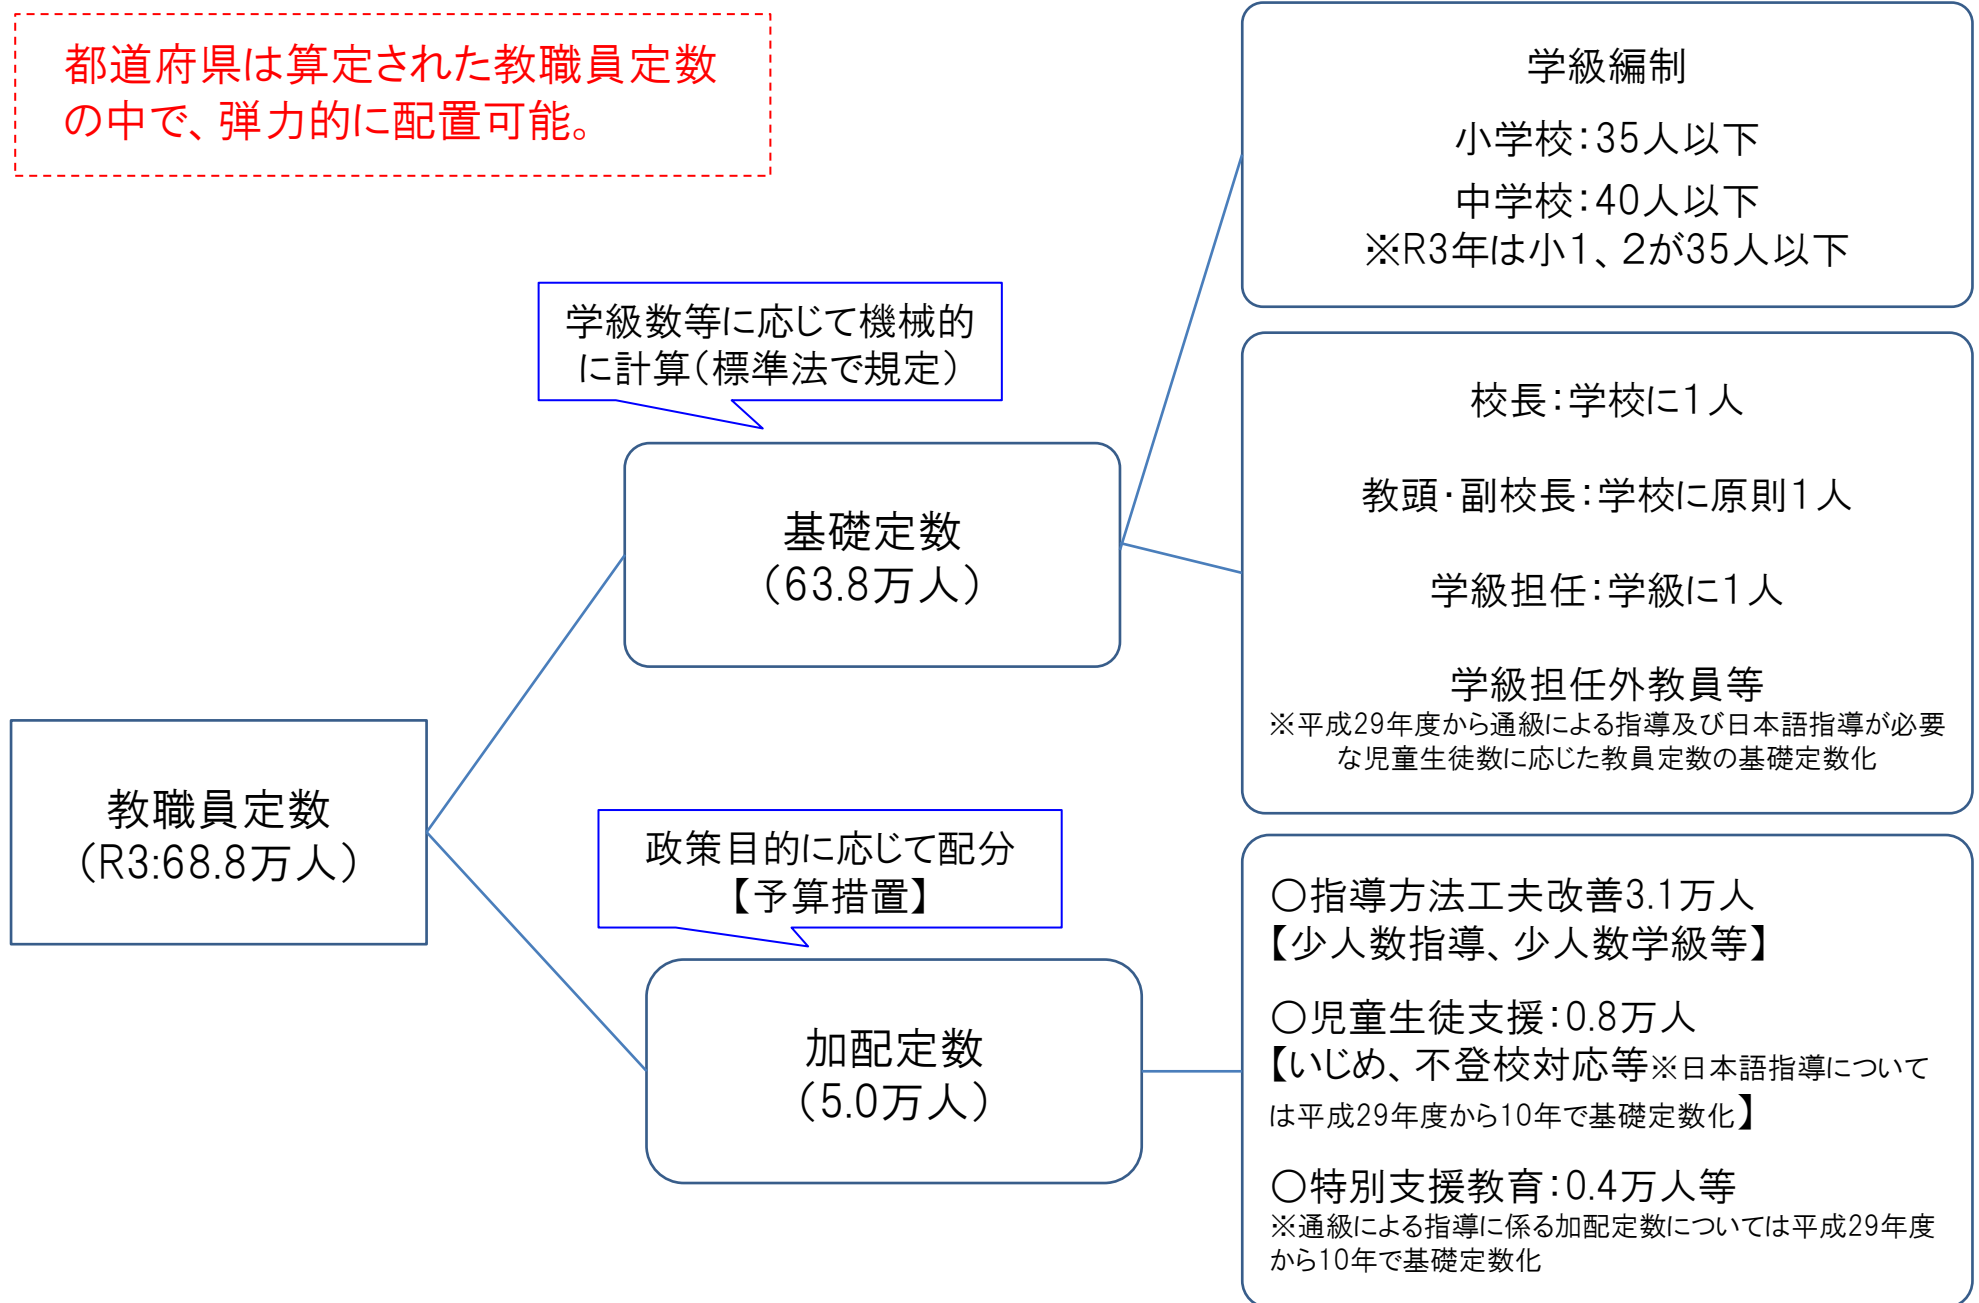 都道府県は算定された教職員定数
の中で、弾力的に配置可能。
学級編制
小学校：35人以下
中学校：40人以下
※R3年は小１、２が35人以下
学級数等に応じて機械的
に計算（標準法で規定）
校長：学校に１人
教頭・副校長：学校に原則１人
学級担任：学級に１人
学級担任外教員等
※平成29年度から通級による指導及び日本語指導が必要
な児童生徒数に応じた教員定数の基礎定数化
基礎定数
（63.8万人）
教職員定数
（R3:68.8万人）
政策目的に応じて配分
【予算措置】
加配定数
（5.0万人）
○指導方法工夫改善3.1万人
【少人数指導、少人数学級等】
○児童生徒支援：0.8万人
【いじめ、不登校対応等※日本語指導について
は平成29年度から10年で基礎定数化】
○特別支援教育：0.4万人等
※通級による指導に係る加配定数については平成29年度
から10年で基礎定数化